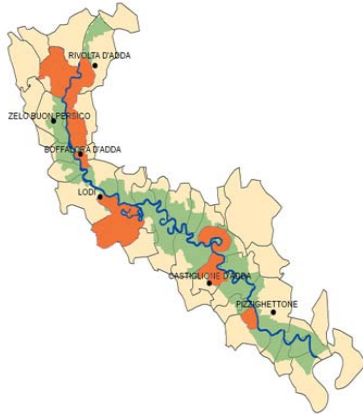 RIVOLTA D'ADDA
ZELO BUON PERSICO
BOFFALORA D'ADDA
LODI
CASTIGLIONE D'ADDA
PIZZIGHETTONE